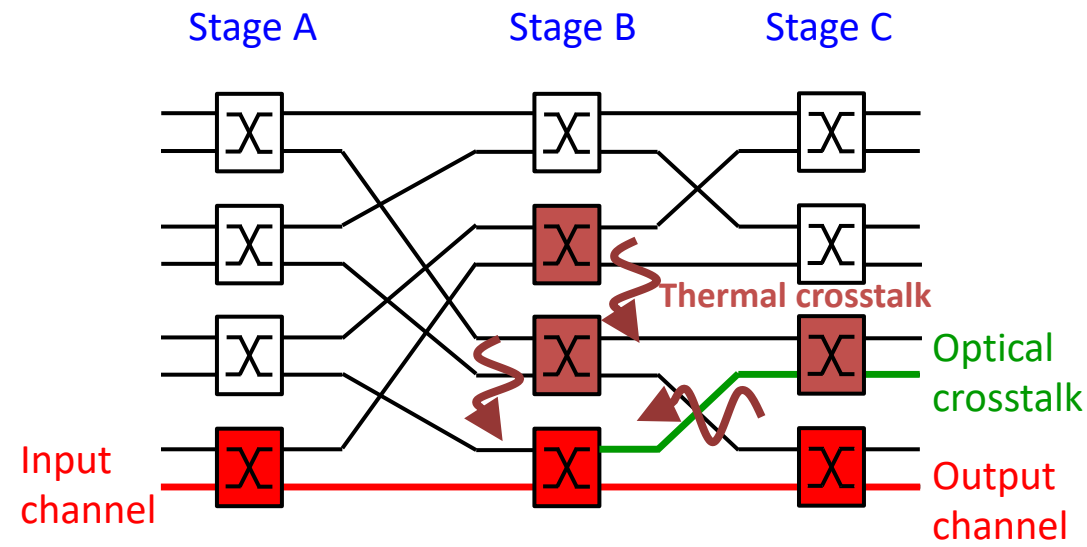 Stage A
Stage B
Stage C
Thermal crosstalk
Optical
crosstalk
Input
channel
Output
channel